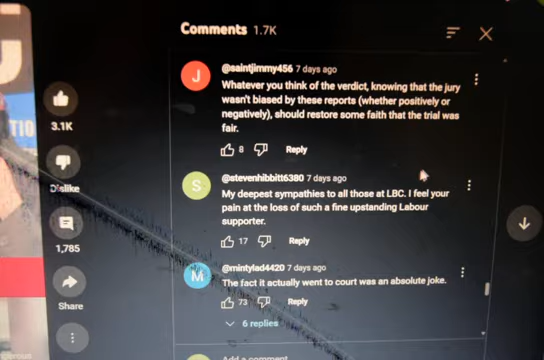 Comments 1.7K
@saintjimmy456 7 days ago
Whatever you think of the verdict, knowing that the jury
wasn't biased by these reports (whether positively or
negatively), should restore some faith that the trial was
fair.
8 Reply
@stevenhibbitt6380 7 days ago
My deepest sympathies to all those at LBC. I feel your
pain at the loss of such a fine upstanding Labour
supporter.
17 Reply
@mintylad4420 7 days ago
The fact it actually went to court was an absolute joke.
73 Reply
6 replies
Add a comment...
3.1K
Dislike
1,785
Share
J
S
M